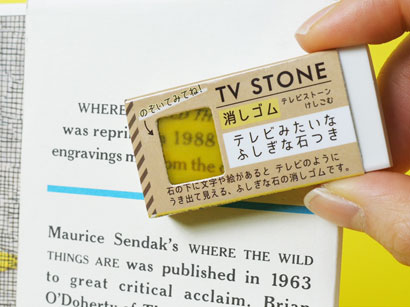 WHERE
was repri
engravings m
のぞいてみてね!
TV STONE
消しゴム
テレビストーン
けしごむ
テレビみたいな
ふしぎな石つき
1988
om the
石の下に文字や絵があると テレビのように
うき出て見える、ふしぎな石の消しゴムです。
Maurice Sendak's WHERE THE WILD
THINGS ARE was published in 1963
to great critical acclaim. Brian
O'Doherty of